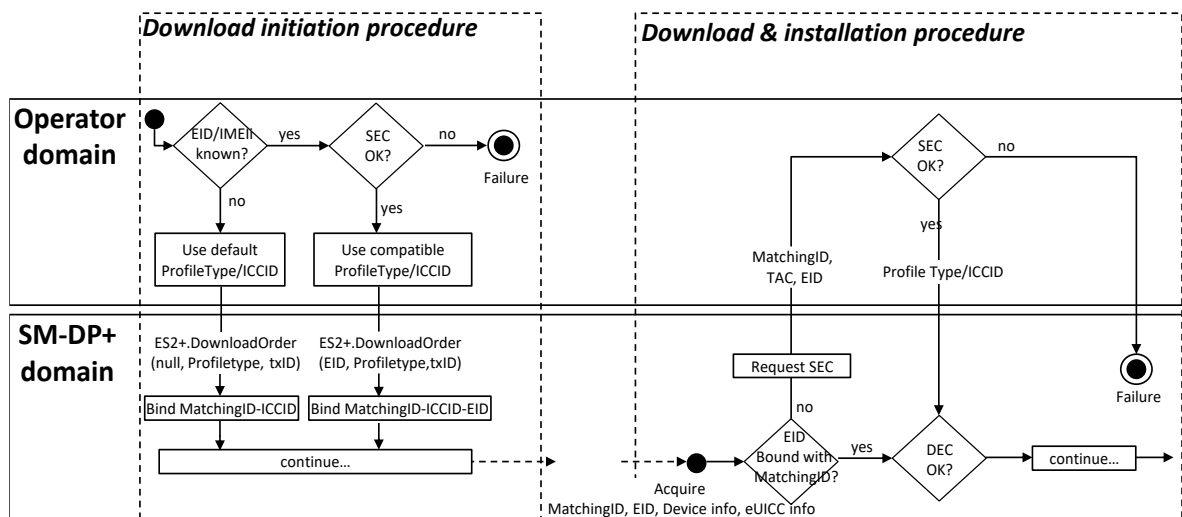 Download initiation procedure
Download & installation procedure
Operator
domain
EID/IMEIi
known?
yes
SEC
OK?
no
Failure
no
yes
Use default
ProfileType/ICCID
Use compatible
ProfileType/ICCID
SEC
OK?
no
yes
MatchingID,
TAC, EID
Profile Type/ICCID
SM-DP+
domain
ES2+.DownloadOrder
(null, Profiletype, txID)
ES2+.DownloadOrder
(EID, Profiletype,txID)
Bind MatchingID-ICCID
Bind MatchingID-ICCID-EID
continue…
Request SEC
no
EID
Bound with
MatchingID?
yes
DEC
OK?
continue…
Failure
Acquire
MatchingID, EID, Device info, eUICC info